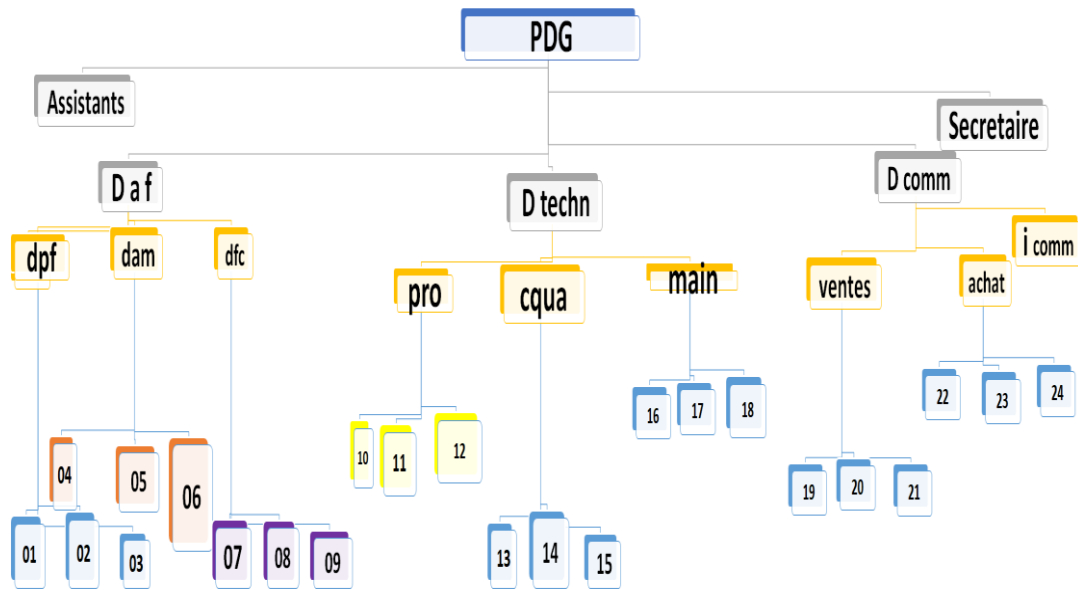 PDG
Assistants
Secretaire
D a f
D techn
D comm
dpf
dam
dfc
pro
cqua
main
ventes
achat
i comm
01
02
03
04
05
06
07
08
09
10
11
12
13
14
15
16
17
18
19
20
21
22
23
24